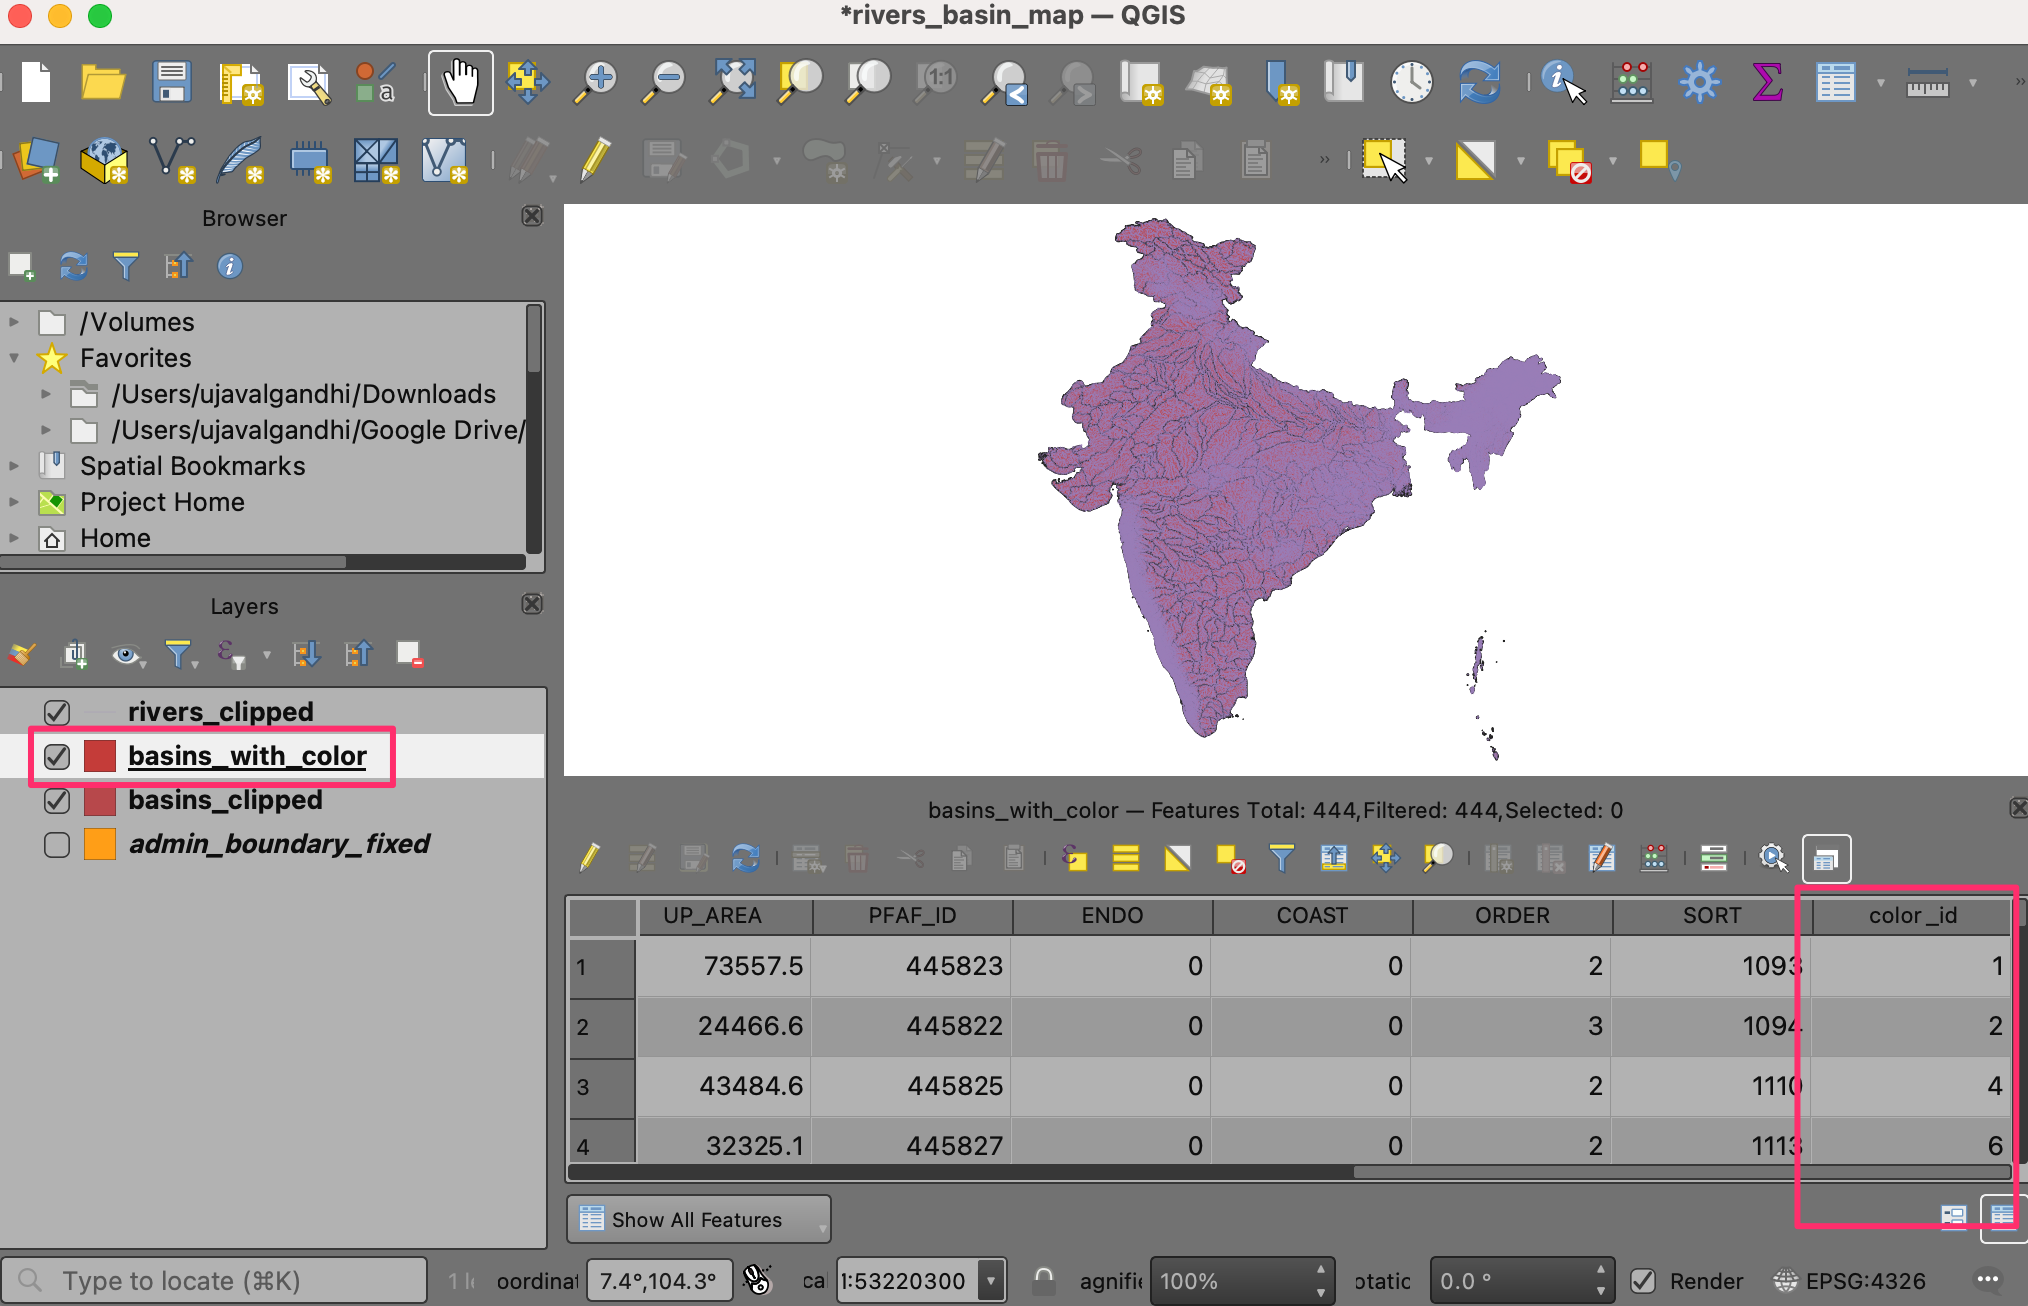 *rivers_basin_map — QGIS
1:1
a
Browser
/Volumes
Favorites
/Users/ujavalgandhi/Downloads
/Users/ujavalgandhi/Google Drive/
Spatial Bookmarks
Project Home
Home
Layers
rivers_clipped
basins_with_color
basins_clipped
admin_boundary_fixed
basins_with_color — Features Total: 444, Filtered: 444, Selected: 0
UP_AREA PFAF_ID ENDO COAST ORDER SORT color_id
1 73557.5 445823 0 0 2 1093 1
2 24466.6 445822 0 0 3 1094 2
3 43484.6 445825 0 0 2 1110 4
4 32325.1 445827 0 0 2 1113 6
Show All Features
Type to locate (⌘K) 1 l oordinat 7.4°,104.3° ca 1:53220300 agnifi 100% otatic 0.0 ° Render EPSG:4326